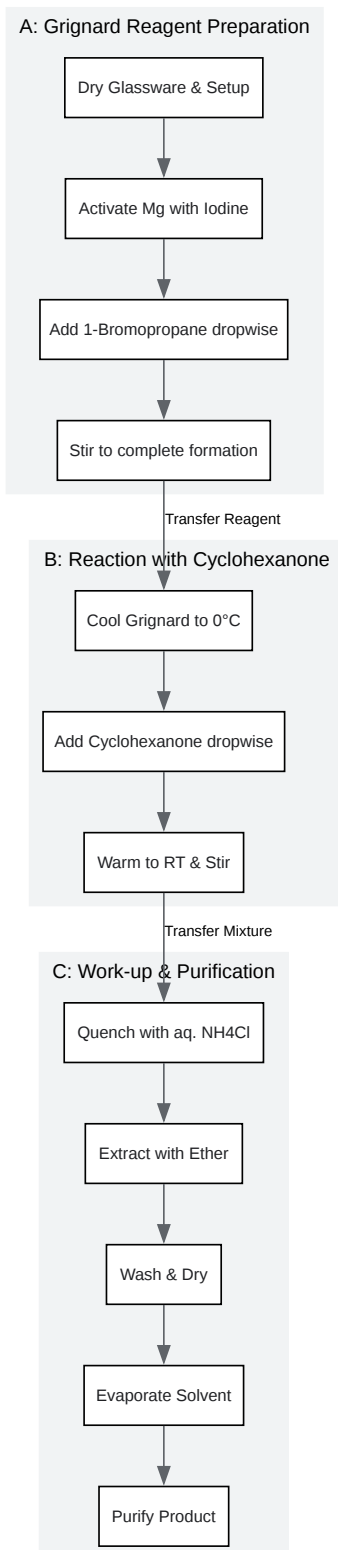 A: Grignard Reagent Preparation
Dry Glassware & Setup
Activate Mg with Iodine
Add 1-Bromopropane dropwise
Stir to complete formation
Transfer Reagent
B: Reaction with Cyclohexanone
Cool Grignard to 0°C
Add Cyclohexanone dropwise
Warm to RT & Stir
Transfer Mixture
C: Work-up & Purification
Quench with aq. NH4Cl
Extract with Ether
Wash & Dry
Evaporate Solvent
Purify Product